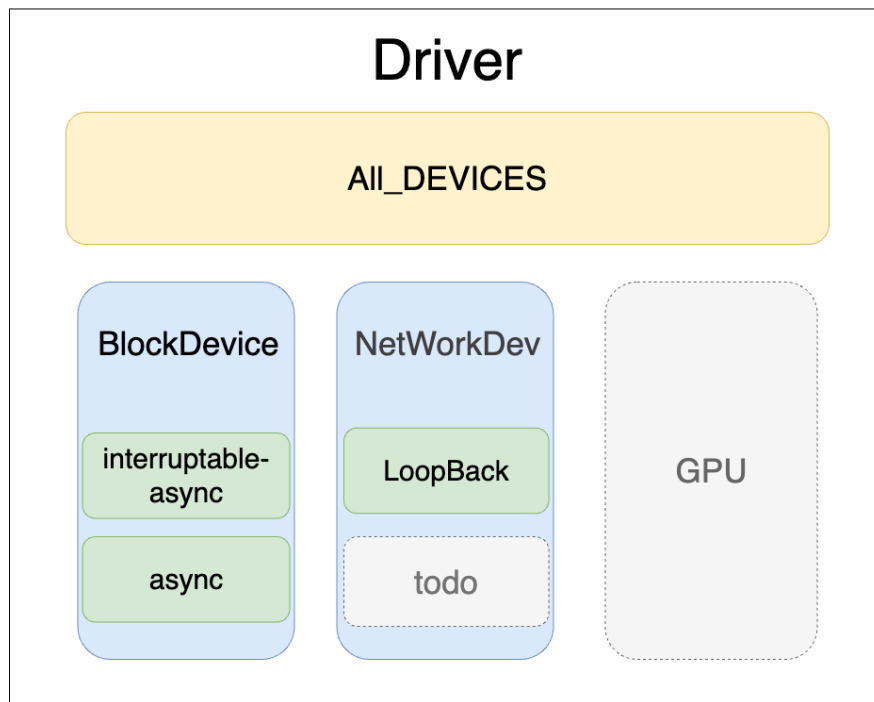 Driver
All_DEVICES
BlockDevice
interruptable-
async
async
NetWorkDev
LoopBack
todo
GPU